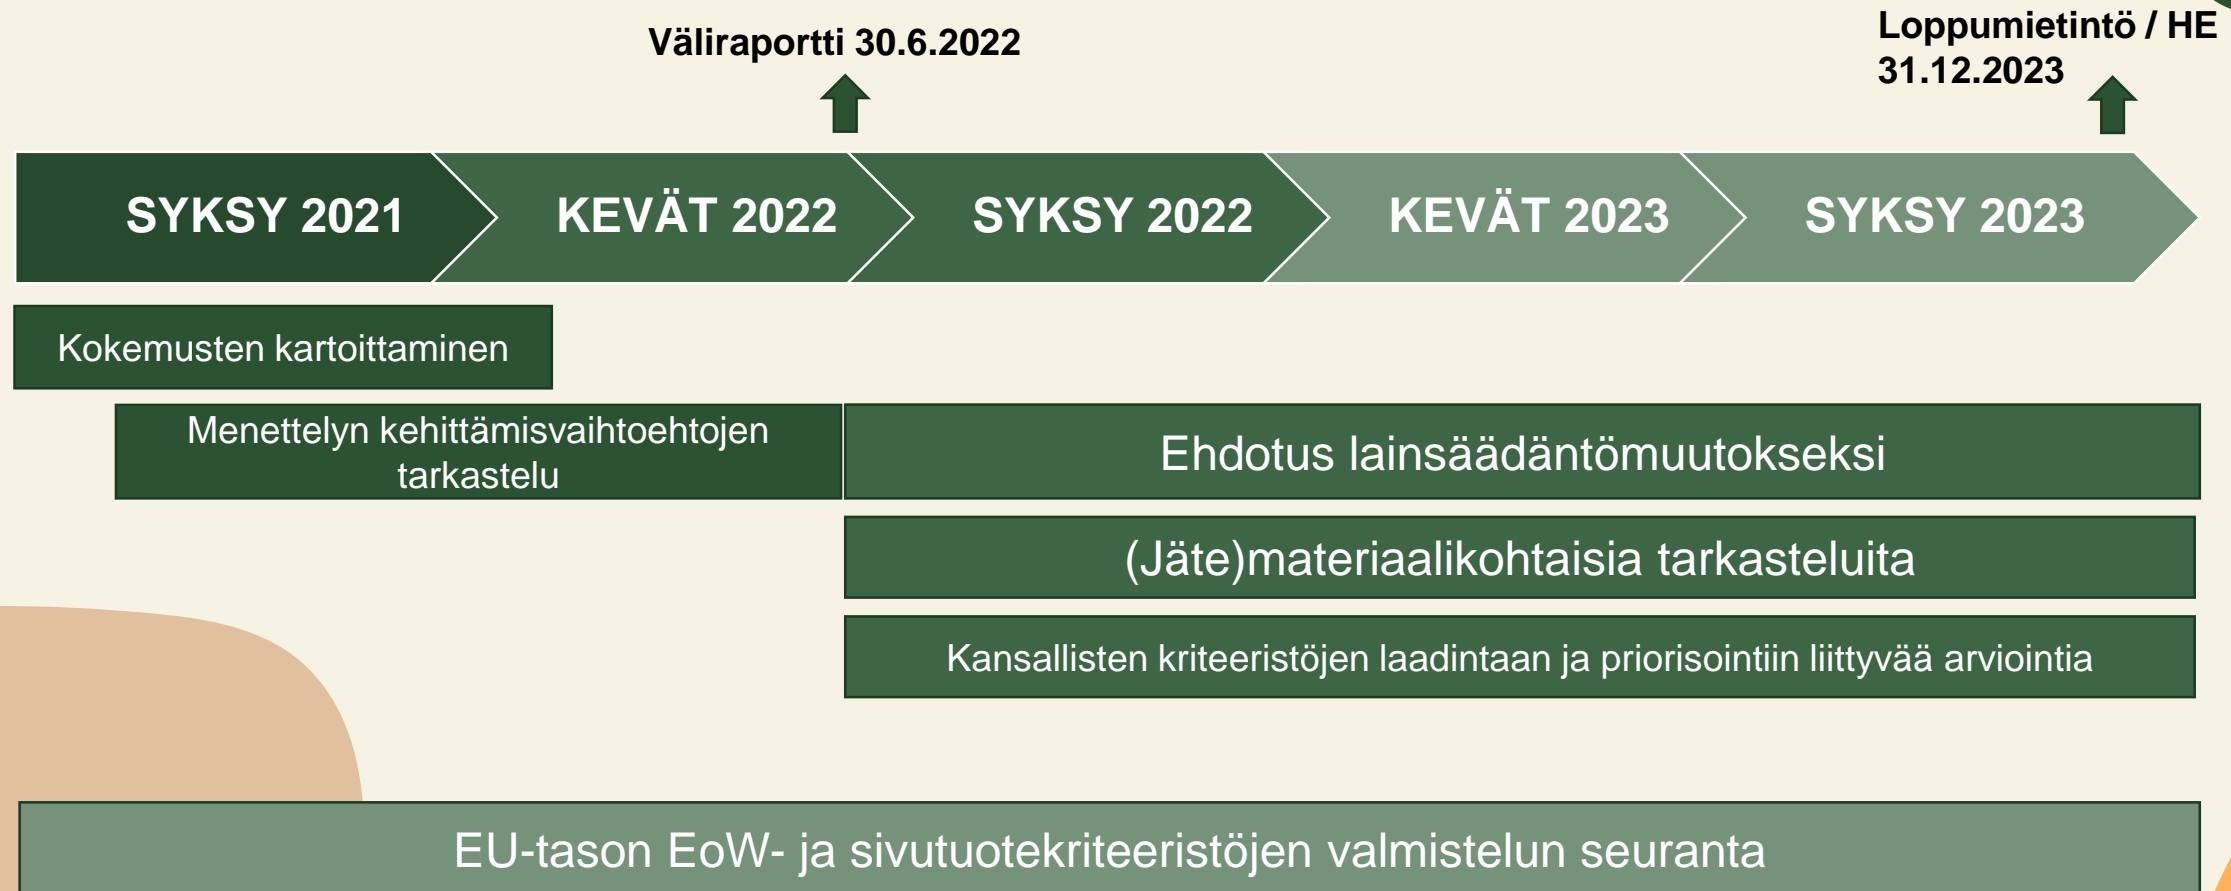 Väliraportti 30.6.2022
Loppumietintö / HE
31.12.2023
SYKSY 2021
KEVÄT 2022
SYKSY 2022
KEVÄT 2023
SYKSY 2023
Kokemusten kartoittaminen
Menettelyn kehittämisvaihtoehtojen
tarkastelu
Ehdotus lainsäädäntömuutokseksi
(Jäte)materiaalikohtaisia tarkasteluita
Kansallisten kriteeristöjen laadintaan ja priorisointiin liittyvää arviointia
EU-tason EoW- ja sivutuotekriteeristöjen valmistelun seuranta